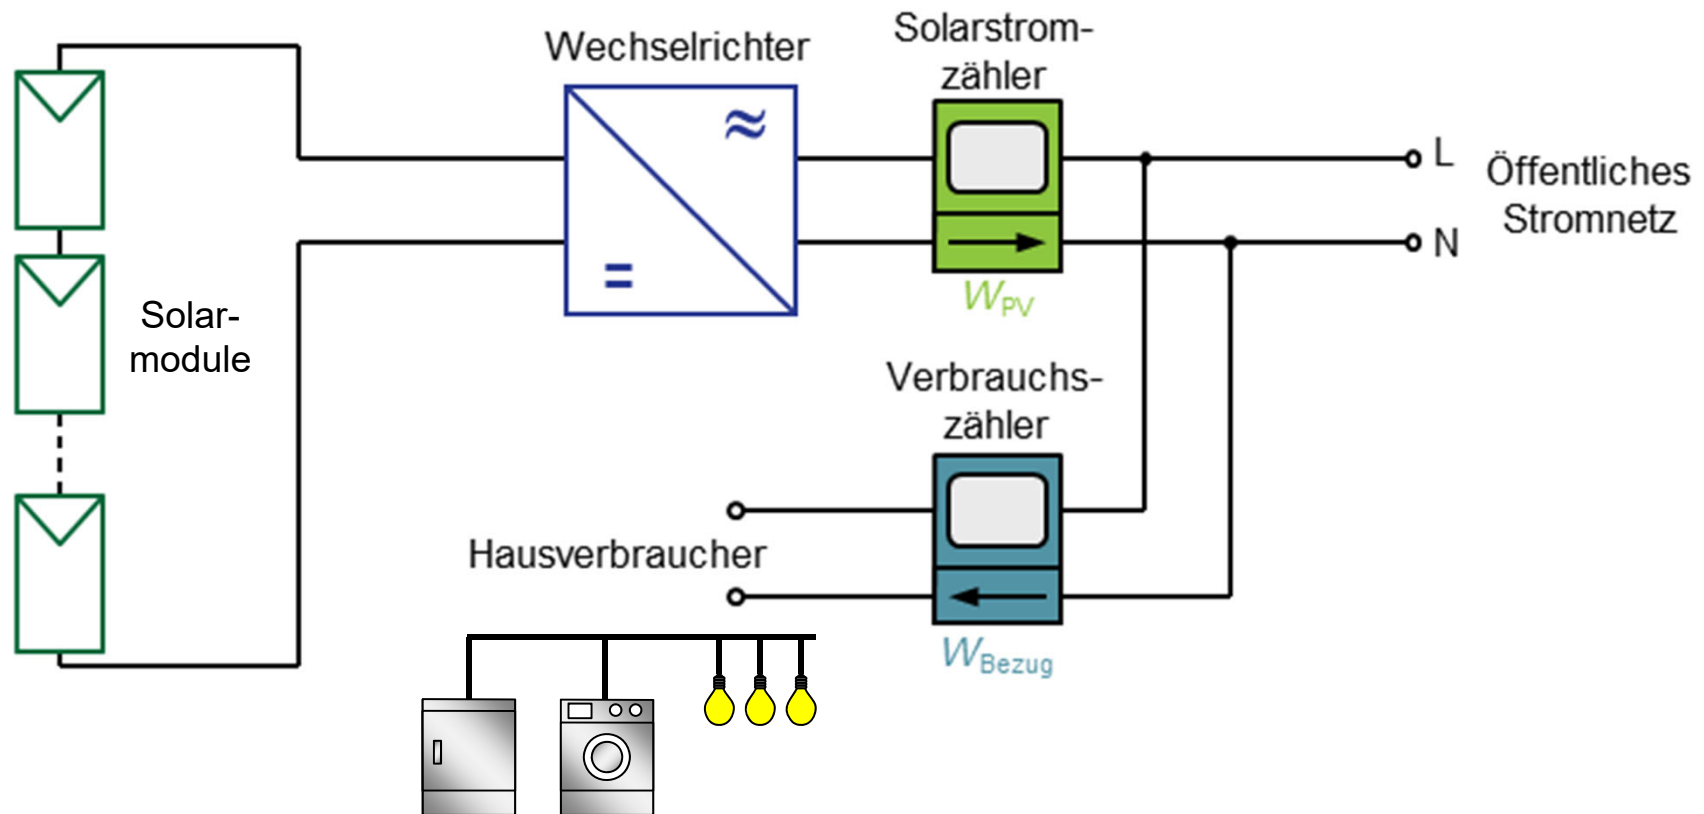 Wechselrichter
Solarstrom-
zähler
≈
=
W_PV
L
N
Öffentliches
Stromnetz
Solar-
module
Verbrauchs-
zähler
Hausverbraucher
W_Bezug